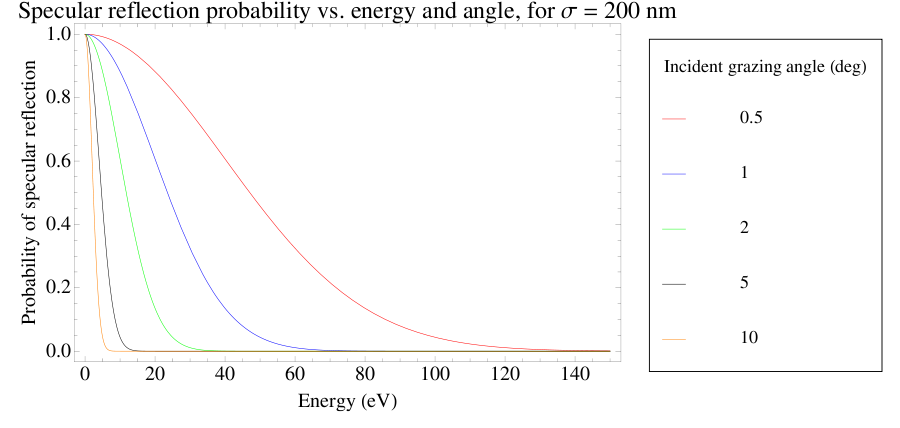 Specular reflection probability vs. energy and angle, for σ = 200 nm
Probability of specular reflection
1.0
0.8
0.6
0.4
0.2
0.0
0 20 40 60 80 100 120 140
Energy (eV)
Incident grazing angle (deg)
0.5
1
2
5
10